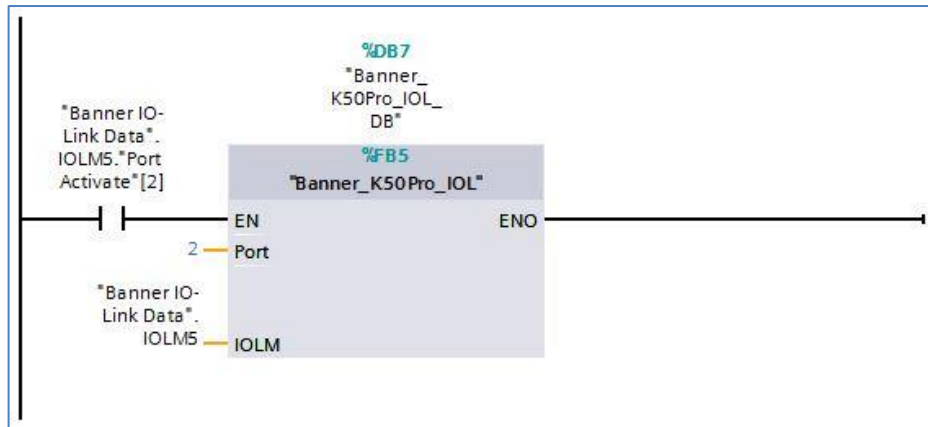 %DB7
"Banner_
K50Pro_IOL_
DB"
"Banner IO-
Link Data".
IOLM5."Port
Activate"[2]
%FB5
"Banner_K50Pro_IOL"
EN
ENO
2
Port
"Banner IO-
Link Data".
IOLM5
IOLM